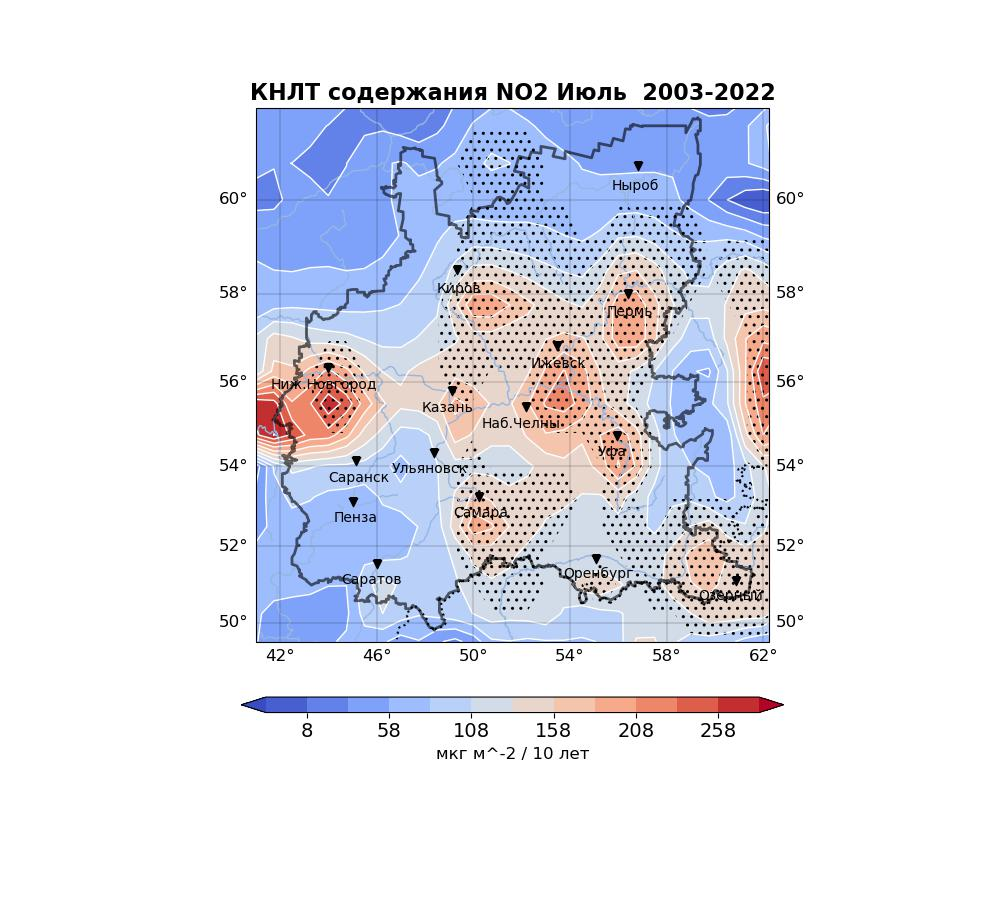 КНЛТ содержания NO2 Июль 2003-2022
Ныроб
60° 60°
Киров
58° 58°
Пермь
Ижевск
56° 56°
Ниж.Новгород
Казань
Наб.Челны
Уфа
54° 54°
Ульяновск
Саранск
Самара
Пенза
52° 52°
Оренбург
Саратов
Озерный
50° 50°
42° 46° 50° 54° 58° 62°
8 58 108 158 208 258
мкг м^-2 / 10 лет